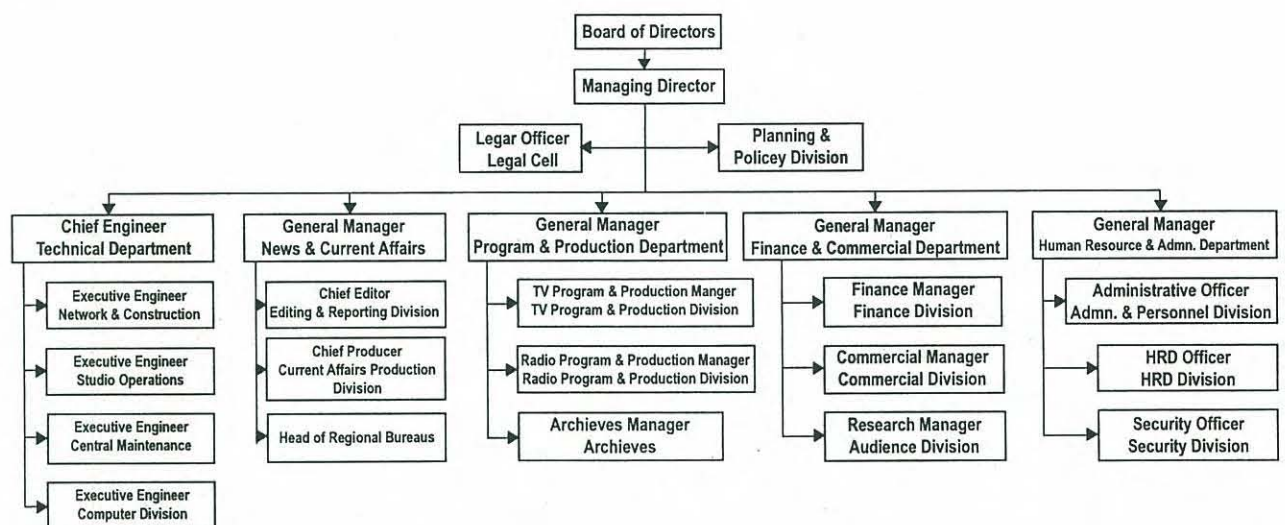 Board of Directors
Managing Director
Legar Officer
Legal Cell
Planning &
Policey Division
Chief Engineer
Technical Department
Executive Engineer
Network & Construction
Executive Engineer
Studio Operations
Executive Engineer
Central Maintenance
Executive Engineer
Computer Division
General Manager
News & Current Affairs
Chief Editor
Editing & Reporting Division
Chief Producer
Current Affairs Production
Division
Head of Regional Bureaus
General Manager
Program & Production Department
TV Program & Production Manger
TV Program & Production Division
Radio Program & Production Manager
Radio Program & Production Division
Archieves Manager
Archieves
General Manager
Finance & Commercial Department
Finance Manager
Finance Division
Commercial Manager
Commercial Division
Research Manager
Audience Division
General Manager
Human Resource & Admn. Department
Administrative Officer
Admn. & Personnel Division
HRD Officer
HRD Division
Security Officer
Security Division